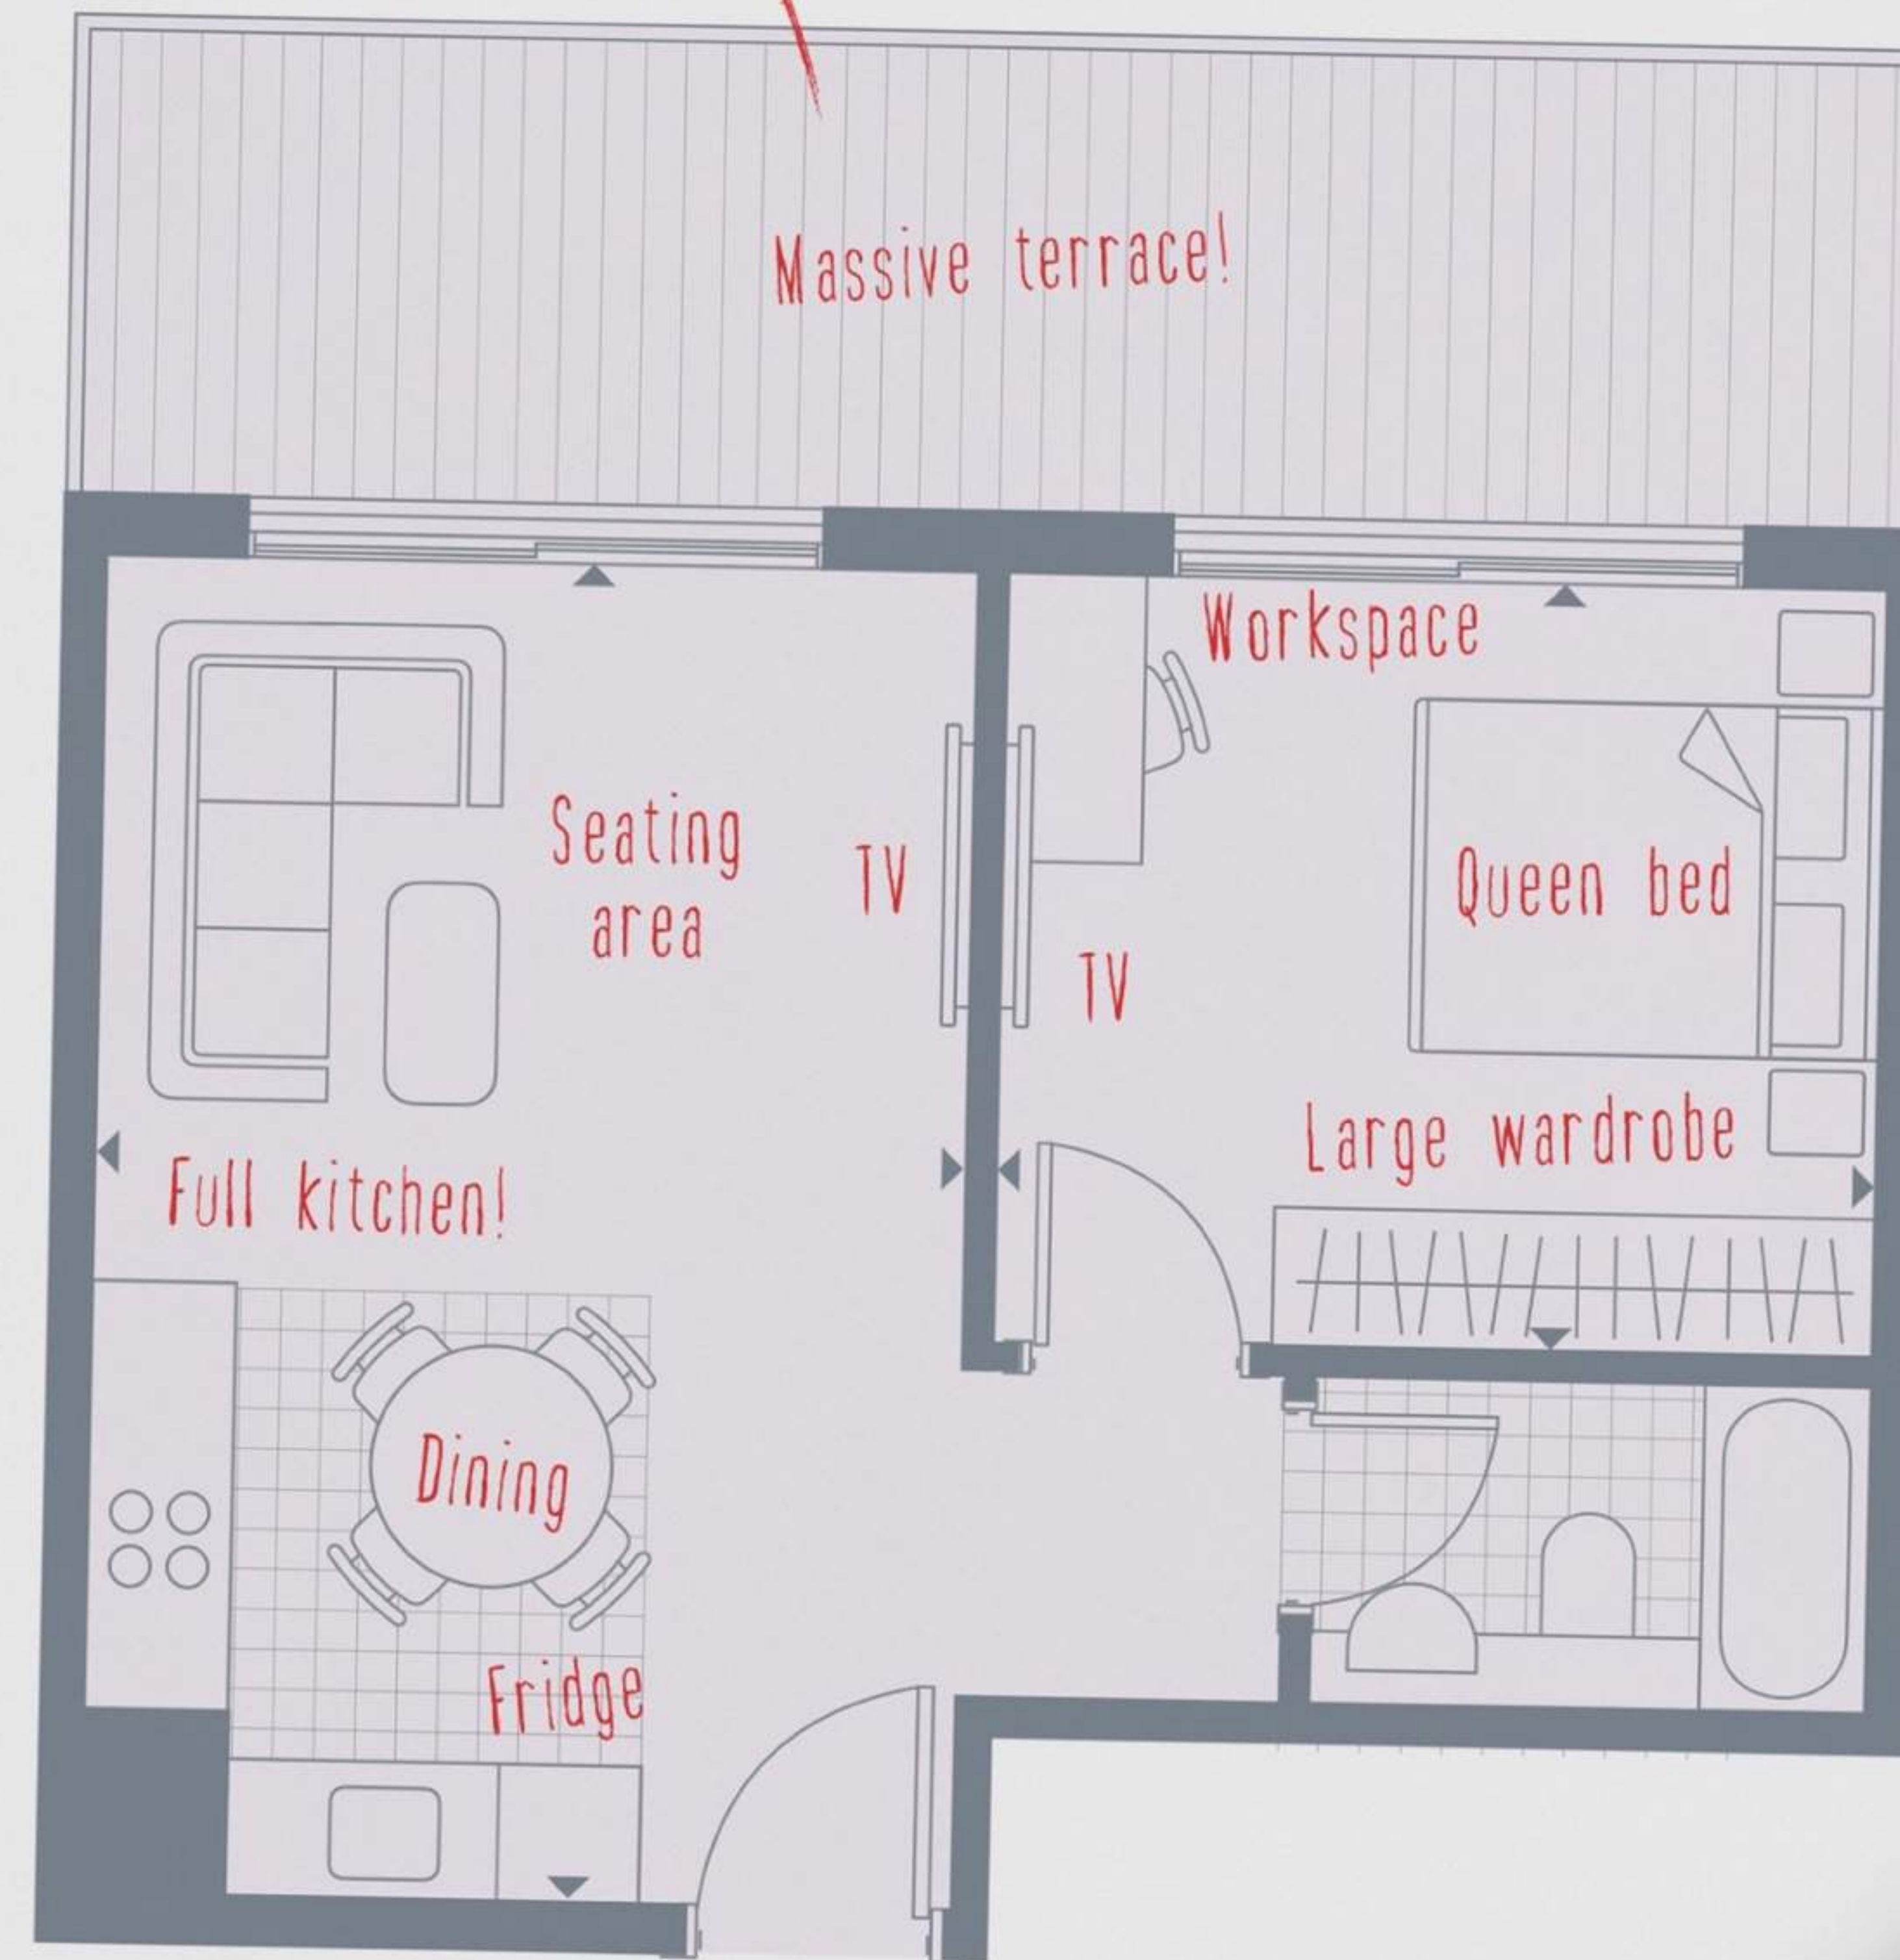 Massive terrace!
Workspace
Seating
area
TV
Queen bed
TV
Large wardrobe
Full kitchen!
Dining
Fridge